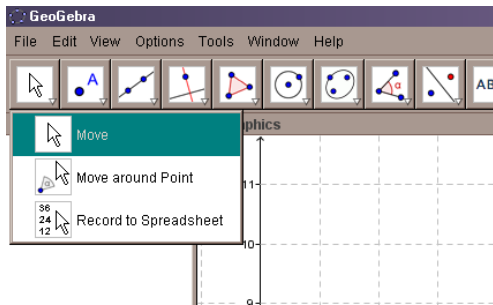 GeoGebra
File Edit View Options Tools Window Help
A α AB
phics
Move
Move around Point
36
24
12
Record to Spreadsheet
11
10
9